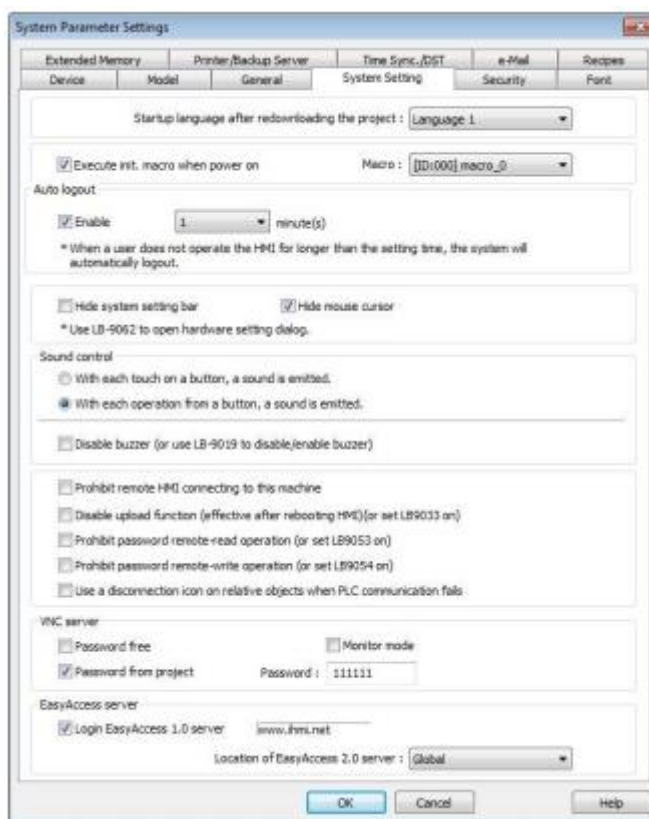 System Parameter Settings
Extended Memory Printer/Backup Server Time Sync./DST e-Mail Recipes
Device Model General System Setting Security Font
Startup language after redownloading the project : Language 1
Execute init. macro when power on Macro : [ID:000] macro_0
Auto logout
Enable 1 minute(s)
* When a user does not operate the HMI for longer than the setting time, the system will
automatically logout.
Hide system setting bar Hide mouse cursor
* Use LB-9062 to open hardware setting dialog.
Sound control
With each touch on a button, a sound is emitted.
With each operation from a button, a sound is emitted.
Disable buzzer (or use LB-9019 to disable/enable buzzer)
Prohibit remote HMI connecting to this machine
Disable upload function (effective after rebooting HMI)(or set LB9033 on)
Prohibit password remote-read operation (or set LB9053 on)
Prohibit password remote-write operation (or set LB9054 on)
Use a disconnection icon on relative objects when PLC communication fails
VNC server
Password free Monitor mode
Password from project Password : 111111
EasyAccess server
Login EasyAccess 1.0 server www.ihmi.net
Location of EasyAccess 2.0 server : Global
OK Cancel Help